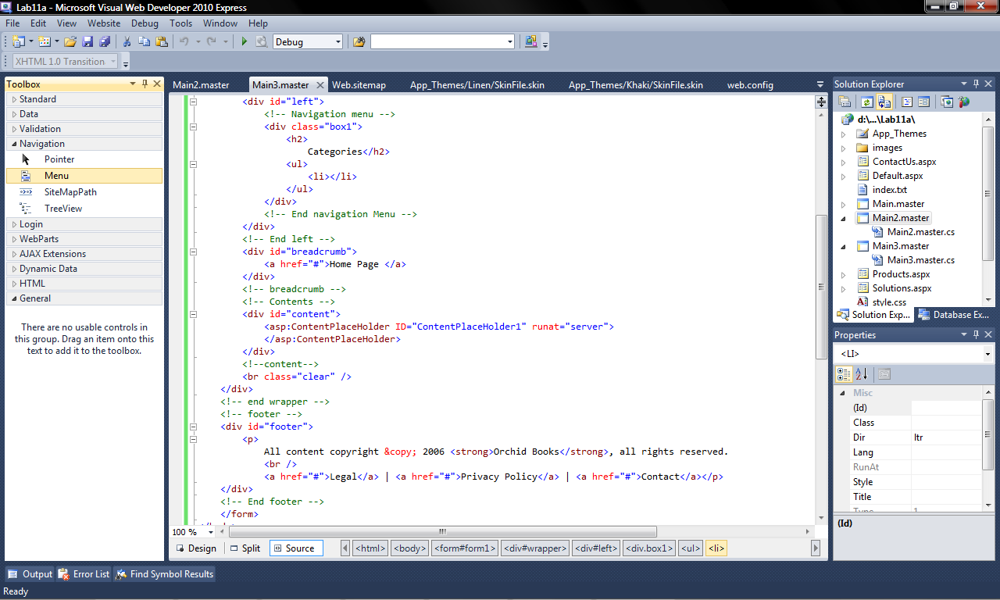 Lab11a - Microsoft Visual Web Developer 2010 Express
File Edit View Website Debug Tools Window Help
Debug
XHTML 1.0 Transition
Toolbox
Standard
Data
Validation
Navigation
Pointer
Menu
SiteMapPath
TreeView
Login
WebParts
AJAX Extensions
Dynamic Data
HTML
General
There are no usable controls in
this group. Drag an item onto this
text to add it to the toolbox.
Main2.master Main3.master Web.sitemap App_Themes/Linen/SkinFile.skin App_Themes/Khaki/SkinFile.skin web.config
<div id="left">
<!-- Navigation menu -->
<div class="box1">
<h2>
Categories</h2>
<ul>
<li></li>
</ul>
</div>
<!-- End navigation Menu -->
</div>
<!-- End left -->
<div id="breadcrumb">
<a href="#">Home Page </a>
</div>
<!-- breadcrumb -->
<!-- Contents -->
<div id="content">
<asp:ContentPlaceHolder ID="ContentPlaceHolder1" runat="server">
</asp:ContentPlaceHolder>
</div>
<!--content-->
<br class="clear" />
</div>
<!-- end wrapper -->
<!-- footer -->
<div id="footer">
<p>
All content copyright &copy; 2006 <strong>Orchid Books</strong>, all rights reserved.
<br />
<a href="#">Legal</a> | <a href="#">Privacy Policy</a> | <a href="#">Contact</a></p>
</div>
<!-- End footer -->
</form>
100 %
Design Split Source <html> <body> <form#form1> <div#wrapper> <div#left> <div.box1> <ul> <li>
Solution Explorer
d:\...\Lab11a\
App_Themes
images
ContactUs.aspx
Default.aspx
index.txt
Main.master
Main2.master
Main2.master.cs
Main3.master
Main3.master.cs
Products.aspx
Solutions.aspx
style.css
Solution Exp... Database Ex...
Properties
<LI>
Misc
(Id)
Class
Dir ltr
Lang
RunAt
Style
Title
Type 1
(Id)
Output Error List Find Symbol Results
Ready